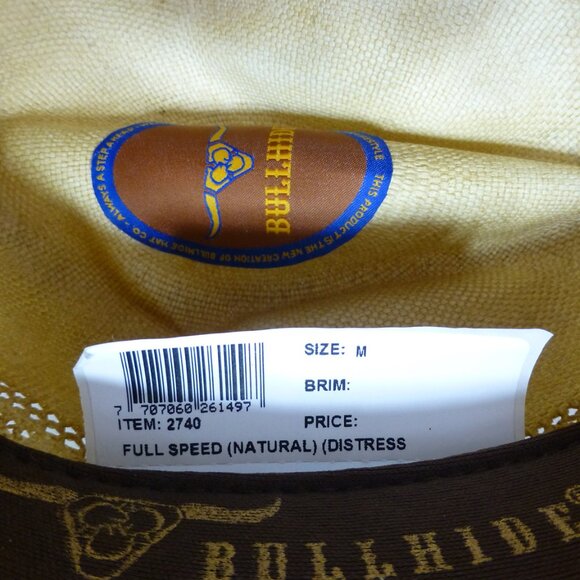 ALWAYS A STEP AHEAD
STYLE THIS PRODUCT IS THE NEW CREATION OF BULLHIDE HAT CO -
BULLHIDE
SIZE: M
BRIM:
7 707060 261497
ITEM: 2740
PRICE:
FULL SPEED (NATURAL) (DISTRESS
BULLHIDE